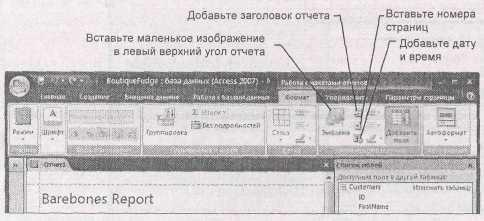 Добавьте заголовок отчета
Вставьте номера
страниц
Вставьте маленькое изображение
в левый верхний угол отчета
Добавьте дату
и время
BoutiqueFudge : база данных (Access 2007) -
Работа с макетами отчетов
Главная Создание Внешние данные Работа с базами данных Формат Упорядочить Параметры страницы
Режим Шрифт Группировка Σ Итоги
Без подробностей
Сетка Эмблема Добавить поля Автоформат
Отчет1
Список полей
Barebones Report
Доступные поля в другой таблице:
Customers Изменить таблицу
ID
FirstName